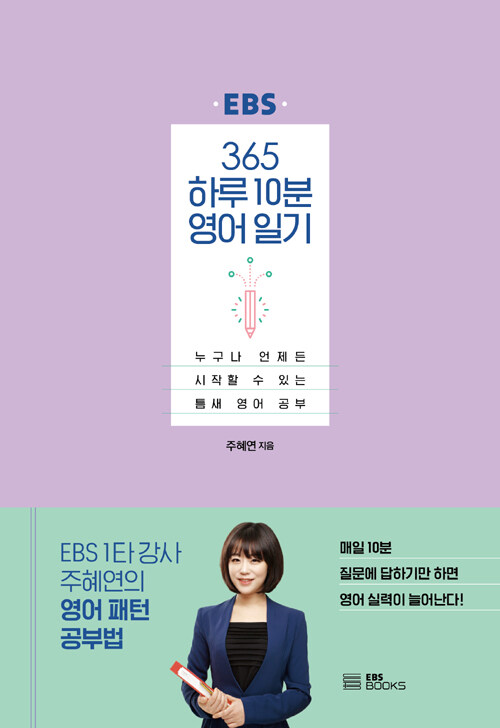 EBS
365
하루 10분
영어 일기
누구나 언제든
시작할 수 있는
틈새 영어 공부
주혜연 지음
EBS 1타 강사
주혜연의
영어 패턴
공부법
매일 10분
질문에 답하기만 하면
영어 실력이 늘어난다!
EBS
BOOKS